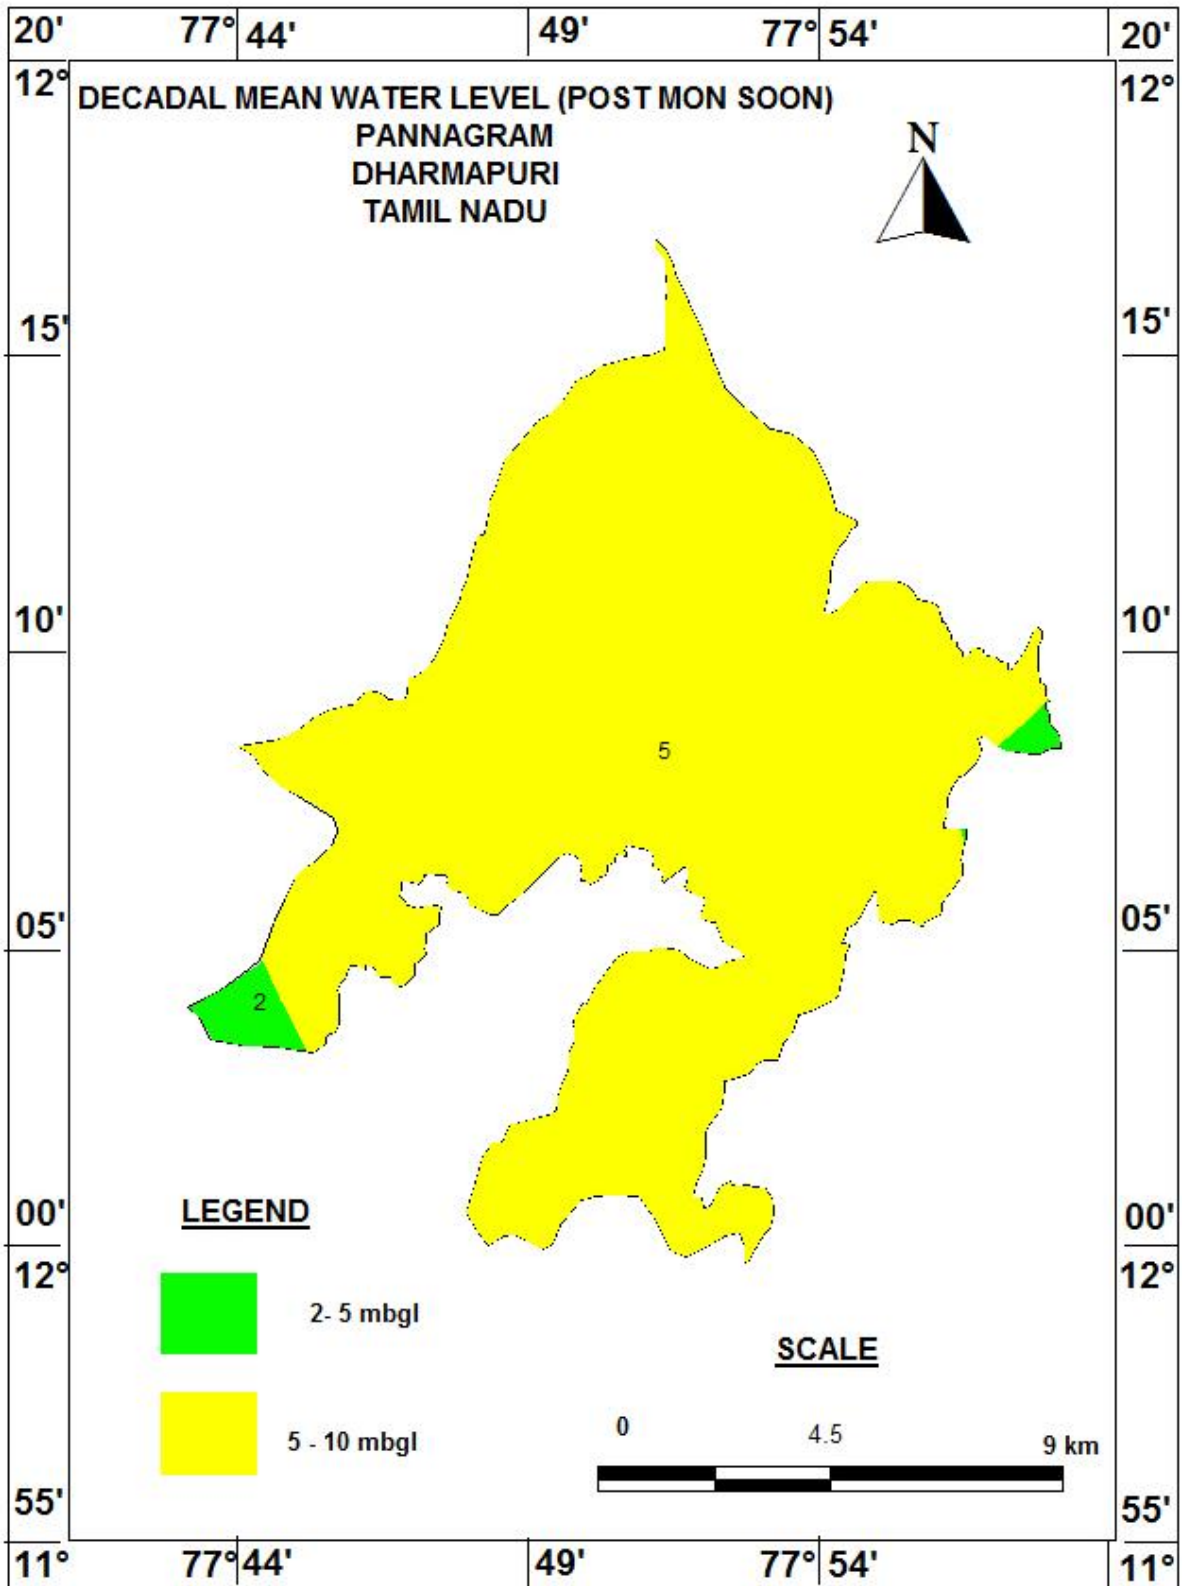 20' 77° 44' 49' 77° 54' 20'
12° 12°
DECADAL MEAN WATER LEVEL (POST MON SOON)
PANNAGRAM
DHARMAPURI
TAMIL NADU
N
15' 15'
10' 10'
5
05' 05'
2
00' 00'
LEGEND
12° 12°
2- 5 mbgl
SCALE
0 4.5 9 km
5 - 10 mbgl
55' 55'
11° 77° 44' 49' 77° 54' 11°